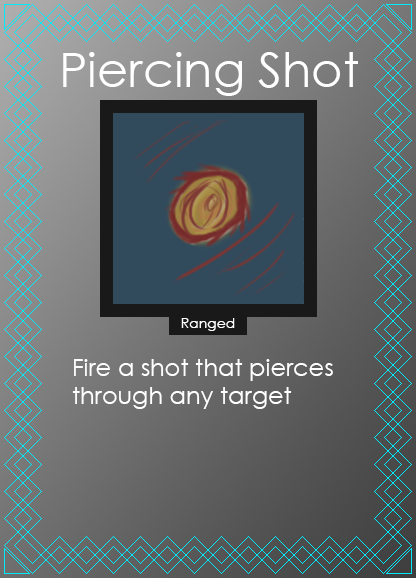 Piercing Shot
Ranged
Fire a shot that pierces
through any target